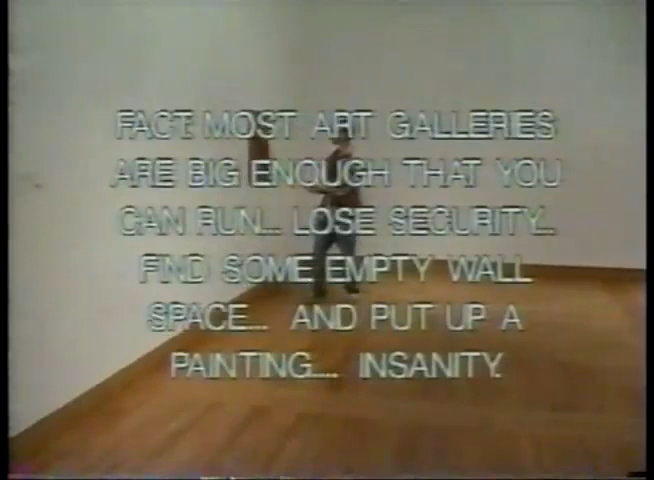 FACT: MOST ART GALLERIES
ARE BIG ENOUGH THAT YOU
CAN RUN... LOSE SECURITY...
FIND SOME EMPTY WALL
SPACE... AND PUT UP A
PAINTING.... INSANITY.